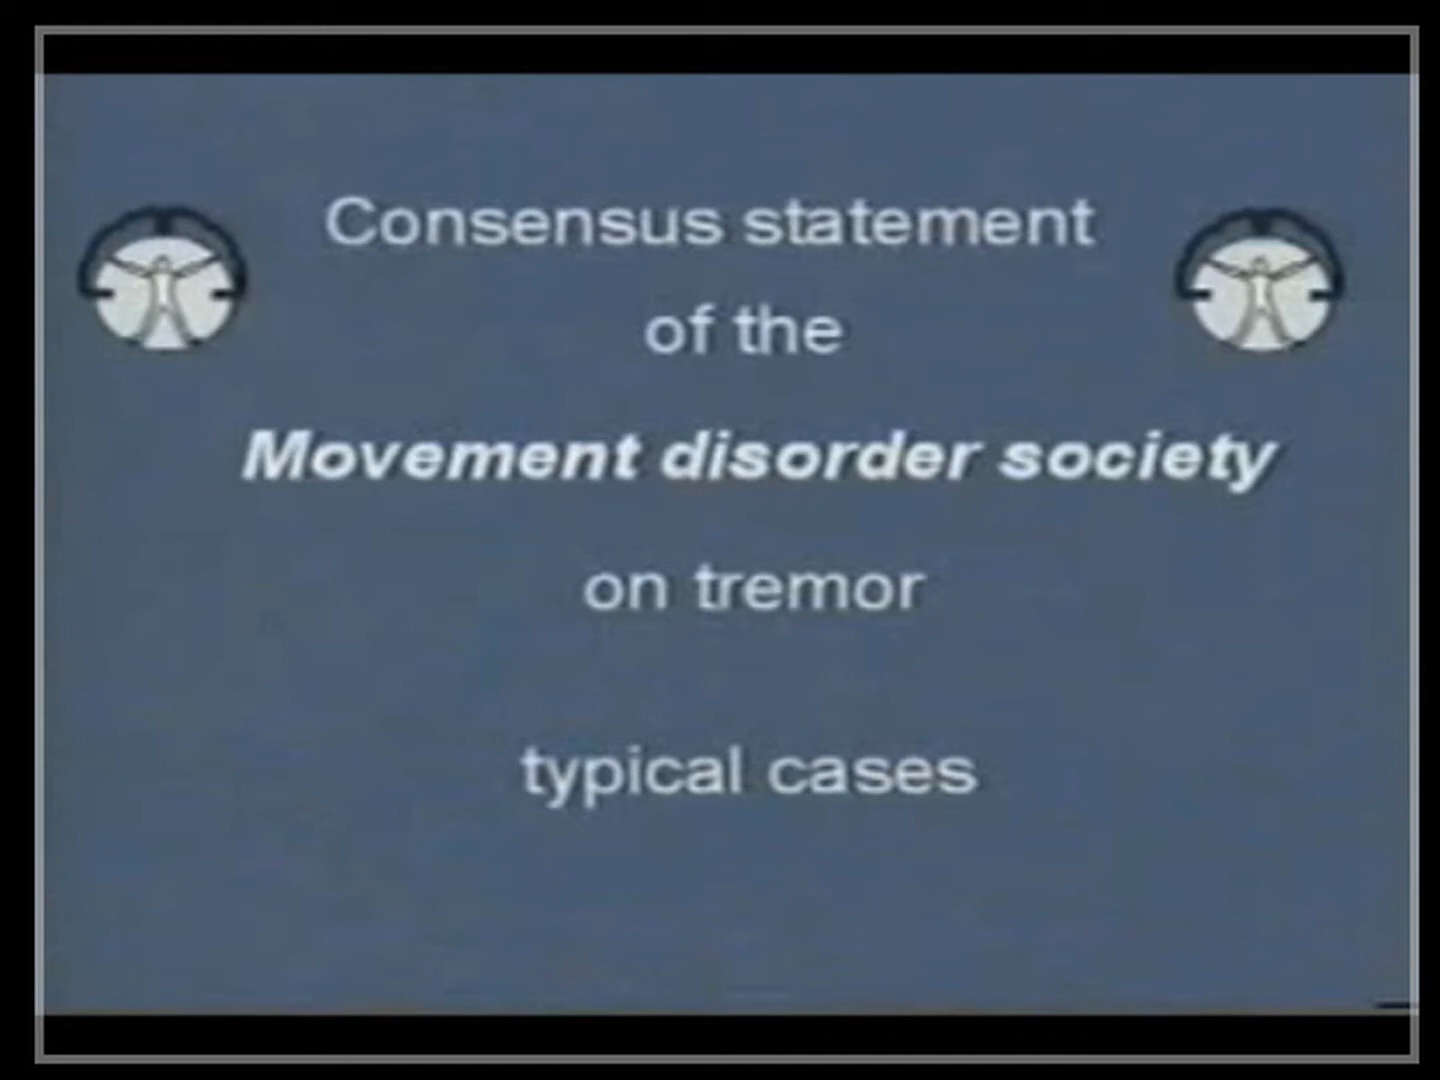 Consensus statement
of the
Movement disorder society
on tremor
typical cases